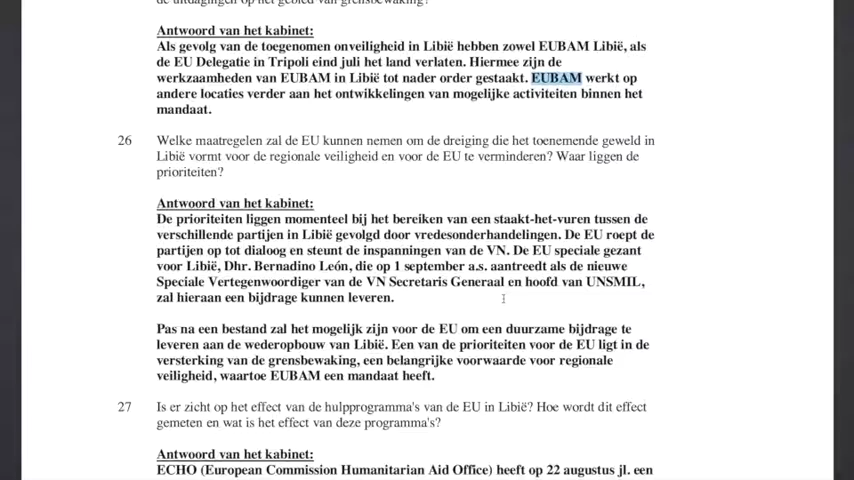 de uitdagingen op het gebied van grensbewaking?
Antwoord van het kabinet:
Als gevolg van de toegenomen onveiligheid in Libië hebben zowel EUBAM Libië, als
de EU Delegatie in Tripoli eind juli het land verlaten. Hiermee zijn de
werkzaamheden van EUBAM in Libië tot nader order gestaakt. EUBAM werkt op
andere locaties verder aan het ontwikkelingen van mogelijke activiteiten binnen het
mandaat.
26 Welke maatregelen zal de EU kunnen nemen om de dreiging die het toenemende geweld in
Libië vormt voor de regionale veiligheid en voor de EU te verminderen? Waar liggen de
prioriteiten?
Antwoord van het kabinet:
De prioriteiten liggen momenteel bij het bereiken van een staakt-het-vuren tussen de
verschillende partijen in Libië gevolgd door vredesonderhandelingen. De EU roept de
partijen op tot dialoog en steunt de inspanningen van de VN. De EU speciale gezant
voor Libië, Dhr. Bernadino León, die op 1 september a.s. aantreedt als de nieuwe
Speciale Vertegenwoordiger van de VN Secretaris Generaal en hoofd van UNSMIL,
zal hieraan een bijdrage kunnen leveren.
Pas na een bestand zal het mogelijk zijn voor de EU om een duurzame bijdrage te
leveren aan de wederopbouw van Libië. Een van de prioriteiten voor de EU ligt in de
versterking van de grensbewaking, een belangrijke voorwaarde voor regionale
veiligheid, waartoe EUBAM een mandaat heeft.
27 Is er zicht op het effect van de hulpprogramma's van de EU in Libië? Hoe wordt dit effect
gemeten en wat is het effect van deze programma's?
Antwoord van het kabinet:
ECHO (European Commission Humanitarian Aid Office) heeft op 22 augustus jl. een